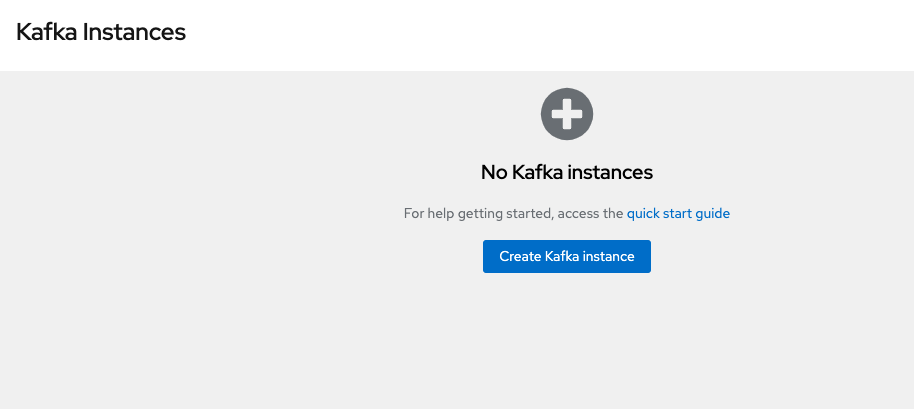 Kafka Instances
No Kafka instances
For help getting started, access the quick start guide
Create Kafka instance